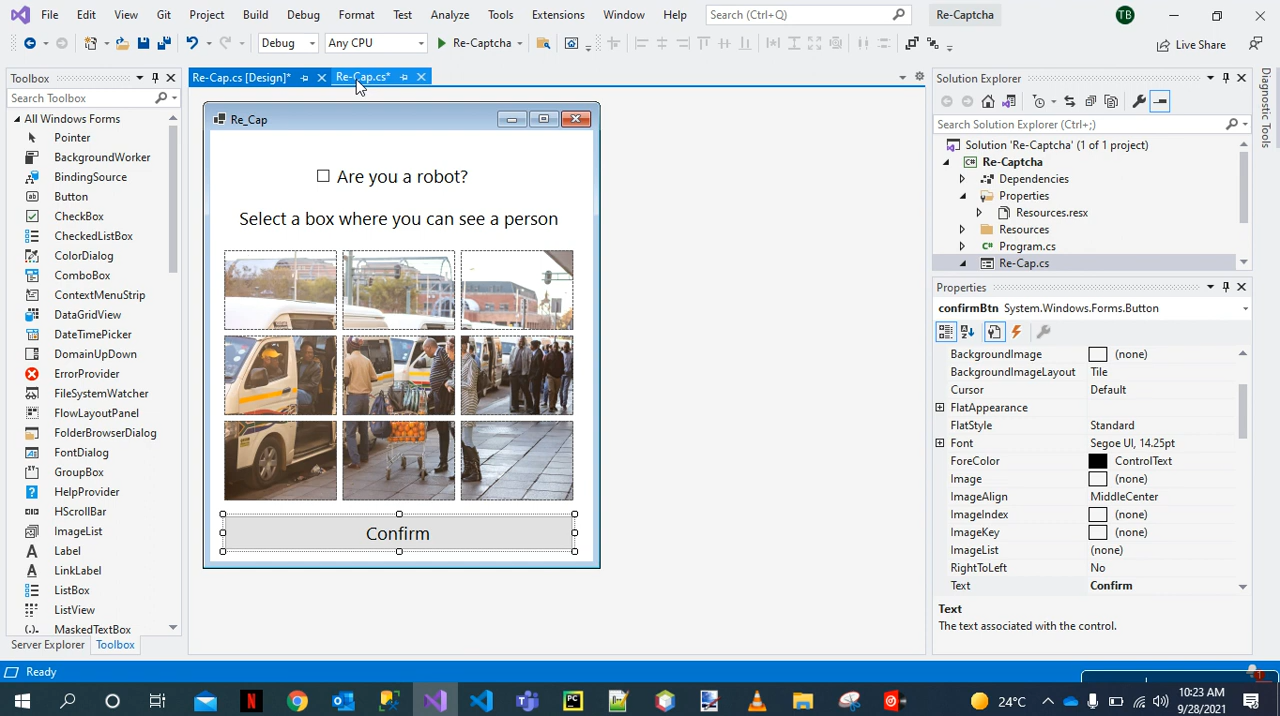 File Edit View Git Project Build Debug Format Test Analyze Tools Extensions Window Help Search (Ctrl+Q) Re-Captcha TB
Debug Any CPU Re-Captcha Live Share
Toolbox
Search Toolbox
All Windows Forms
Pointer
BackgroundWorker
BindingSource
Button
CheckBox
CheckedListBox
ColorDialog
ComboBox
ContextMenuStrip
DataGridView
DateTimePicker
DomainUpDown
ErrorProvider
FileSystemWatcher
FlowLayoutPanel
FolderBrowserDialog
FontDialog
GroupBox
HelpProvider
HScrollBar
ImageList
Label
LinkLabel
ListBox
ListView
MaskedTextBox
Server Explorer Toolbox
Re-Cap.cs [Design]* Re-Cap.cs*
Re_Cap
Are you a robot?
Select a box where you can see a person
Confirm
Solution Explorer
Search Solution Explorer (Ctrl+;)
Solution 'Re-Captcha' (1 of 1 project)
Re-Captcha
Dependencies
Properties
Resources.resx
Resources
Program.cs
Re-Cap.cs
Properties
confirmBtn System.Windows.Forms.Button
BackgroundImage (none)
BackgroundImageLayout Tile
Cursor Default
FlatAppearance
FlatStyle Standard
Font Segoe UI, 14.25pt
ForeColor ControlText
Image (none)
ImageAlign MiddleCenter
ImageIndex (none)
ImageKey (none)
ImageList (none)
RightToLeft No
Text Confirm
Text
The text associated with the control.
Diagnostic Tools
Ready
24°C
10:23 AM
9/28/2021